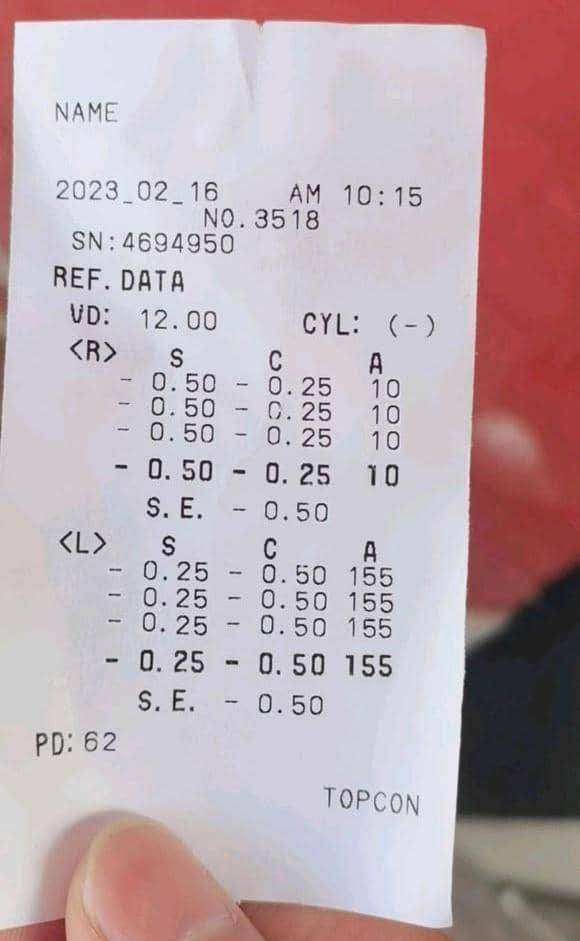 NAME
2023_02_16 AM 10:15
NO.3518
SN:4694950
REF. DATA
VD: 12.00 CYL: (-)
<R> S C A
- 0.50 - 0.25 10
- 0.50 - 0.25 10
- 0.50 - 0.25 10
- 0.50 - 0.25 10
S.E. - 0.50
<L> S C A
- 0.25 - 0.50 155
- 0.25 - 0.50 155
- 0.25 - 0.50 155
- 0.25 - 0.50 155
S.E. - 0.50
PD: 62
TOPCON